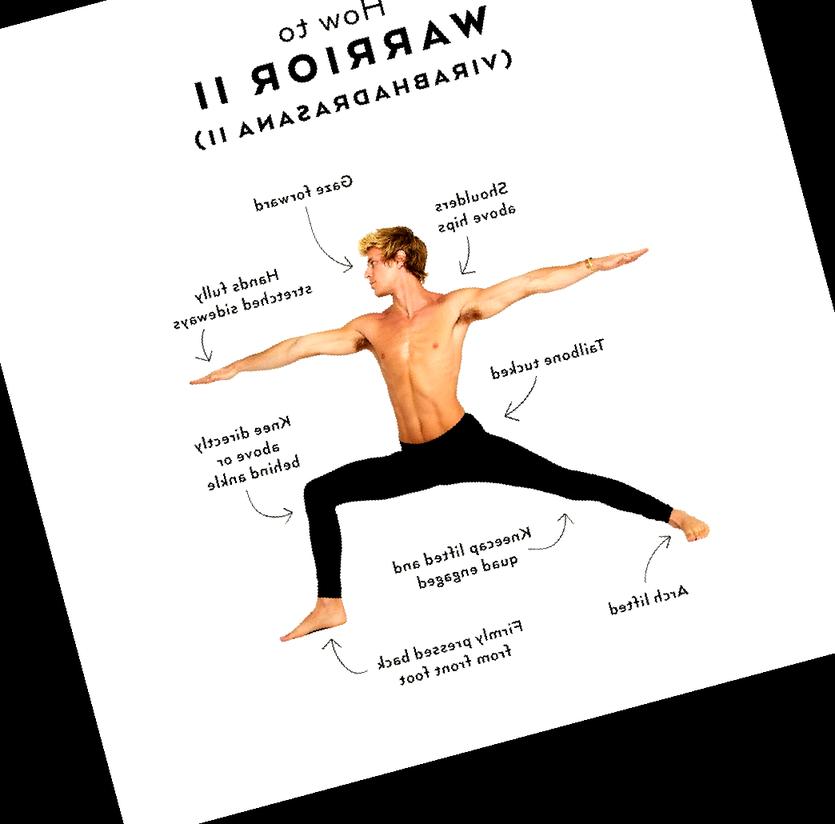 How to
WARRIOR II
(VIRABHADRASANA II)
Gaze forward
Shoulders
above hips
Hands fully
stretched sideways
Tailbone tucked
Knee directly
above or
behind ankle
Kneecap lifted and
quad engaged
Arch lifted
Firmly pressed back
from front foot